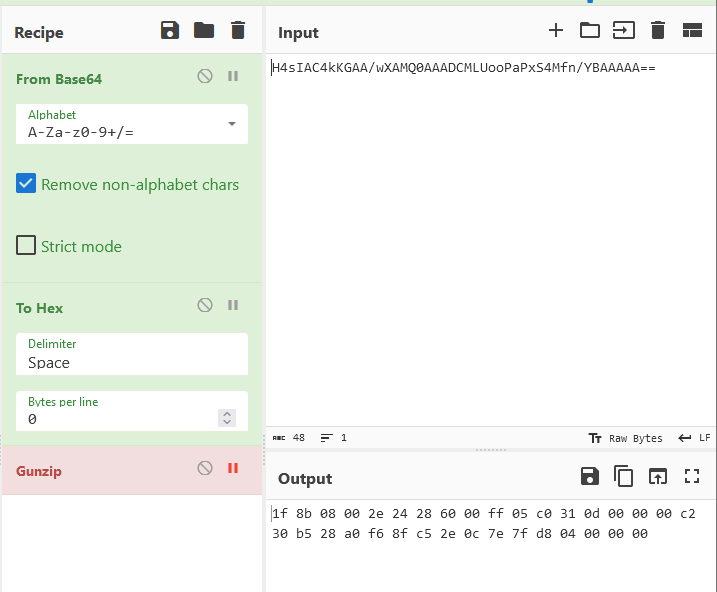 Recipe
From Base64
Alphabet
A-Za-z0-9+/=
Remove non-alphabet chars
Strict mode
To Hex
Delimiter
Space
Bytes per line
0
Gunzip
Input
H4sIAC4kKGAA/wXAMQ0AAADCMLUooPaPxS4Mfn/YBAAAAA==
ABC 48 1 Tt Raw Bytes LF
Output
1f 8b 08 00 2e 24 28 60 00 ff 05 c0 31 0d 00 00 00 c2
30 b5 28 a0 f6 8f c5 2e 0c 7e 7f d8 04 00 00 00